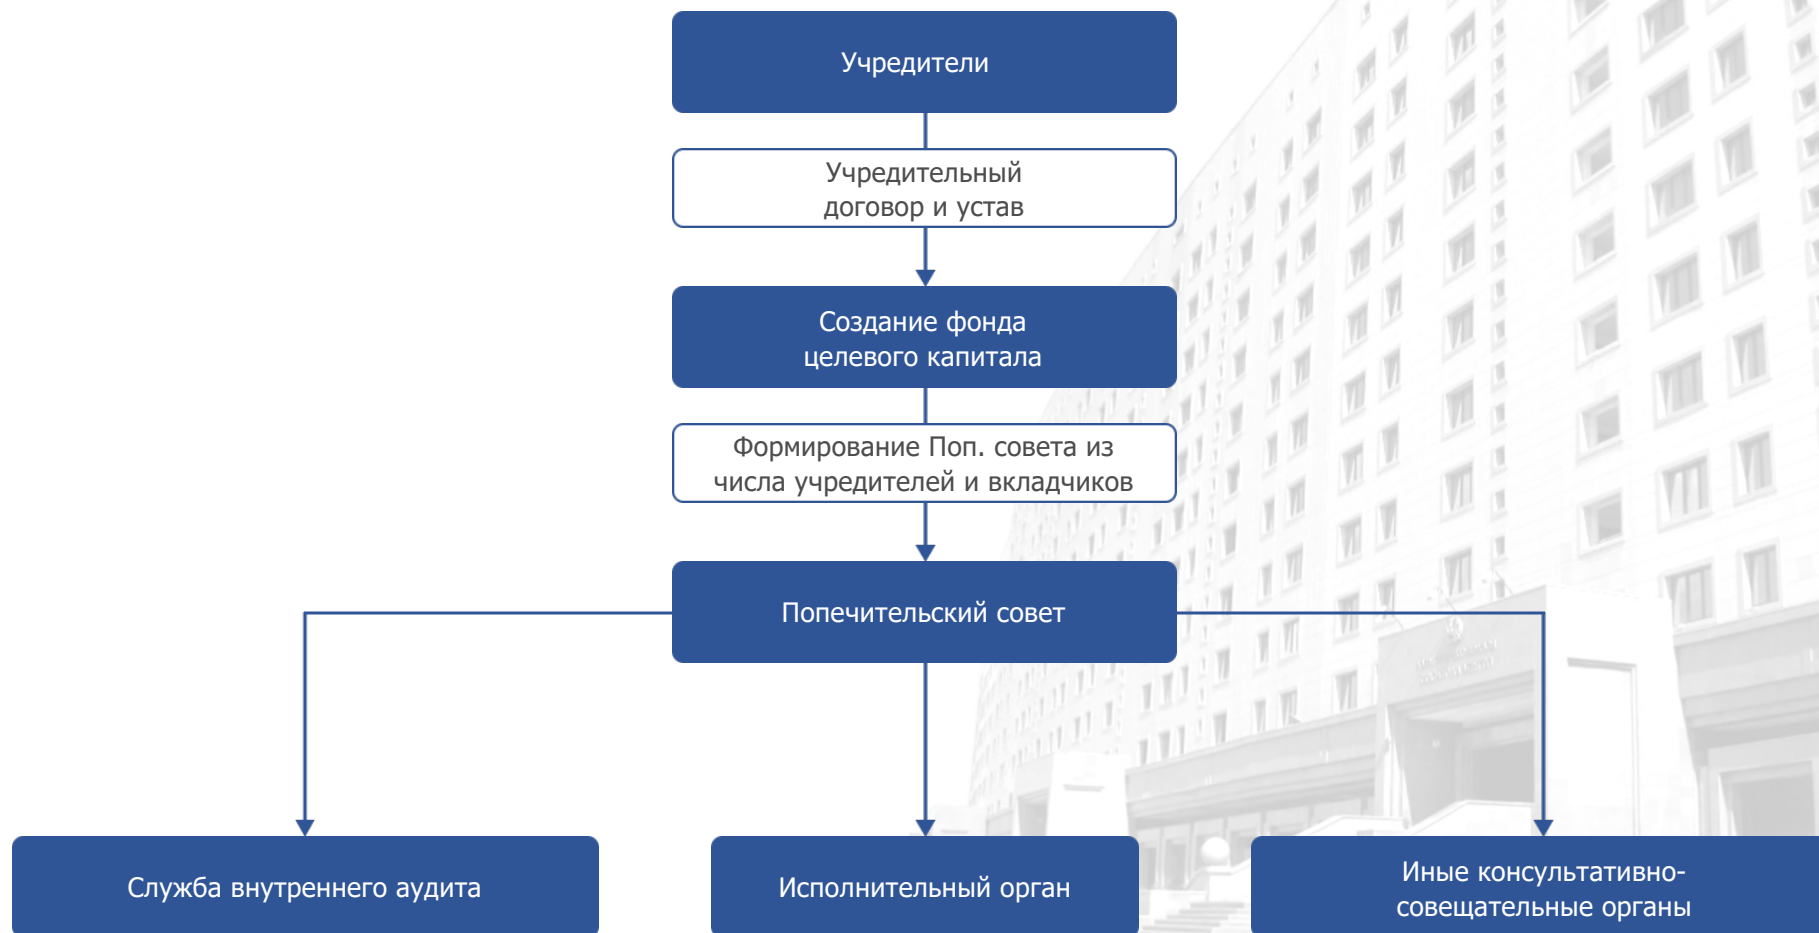 Учредители
Учредительный
договор и устав
Создание фонда
целевого капитала
Формирование Поп. совета из
числа учредителей и вкладчиков
Попечительский совет
Служба внутреннего аудита
Исполнительный орган
Иные консультативно-
совещательные органы